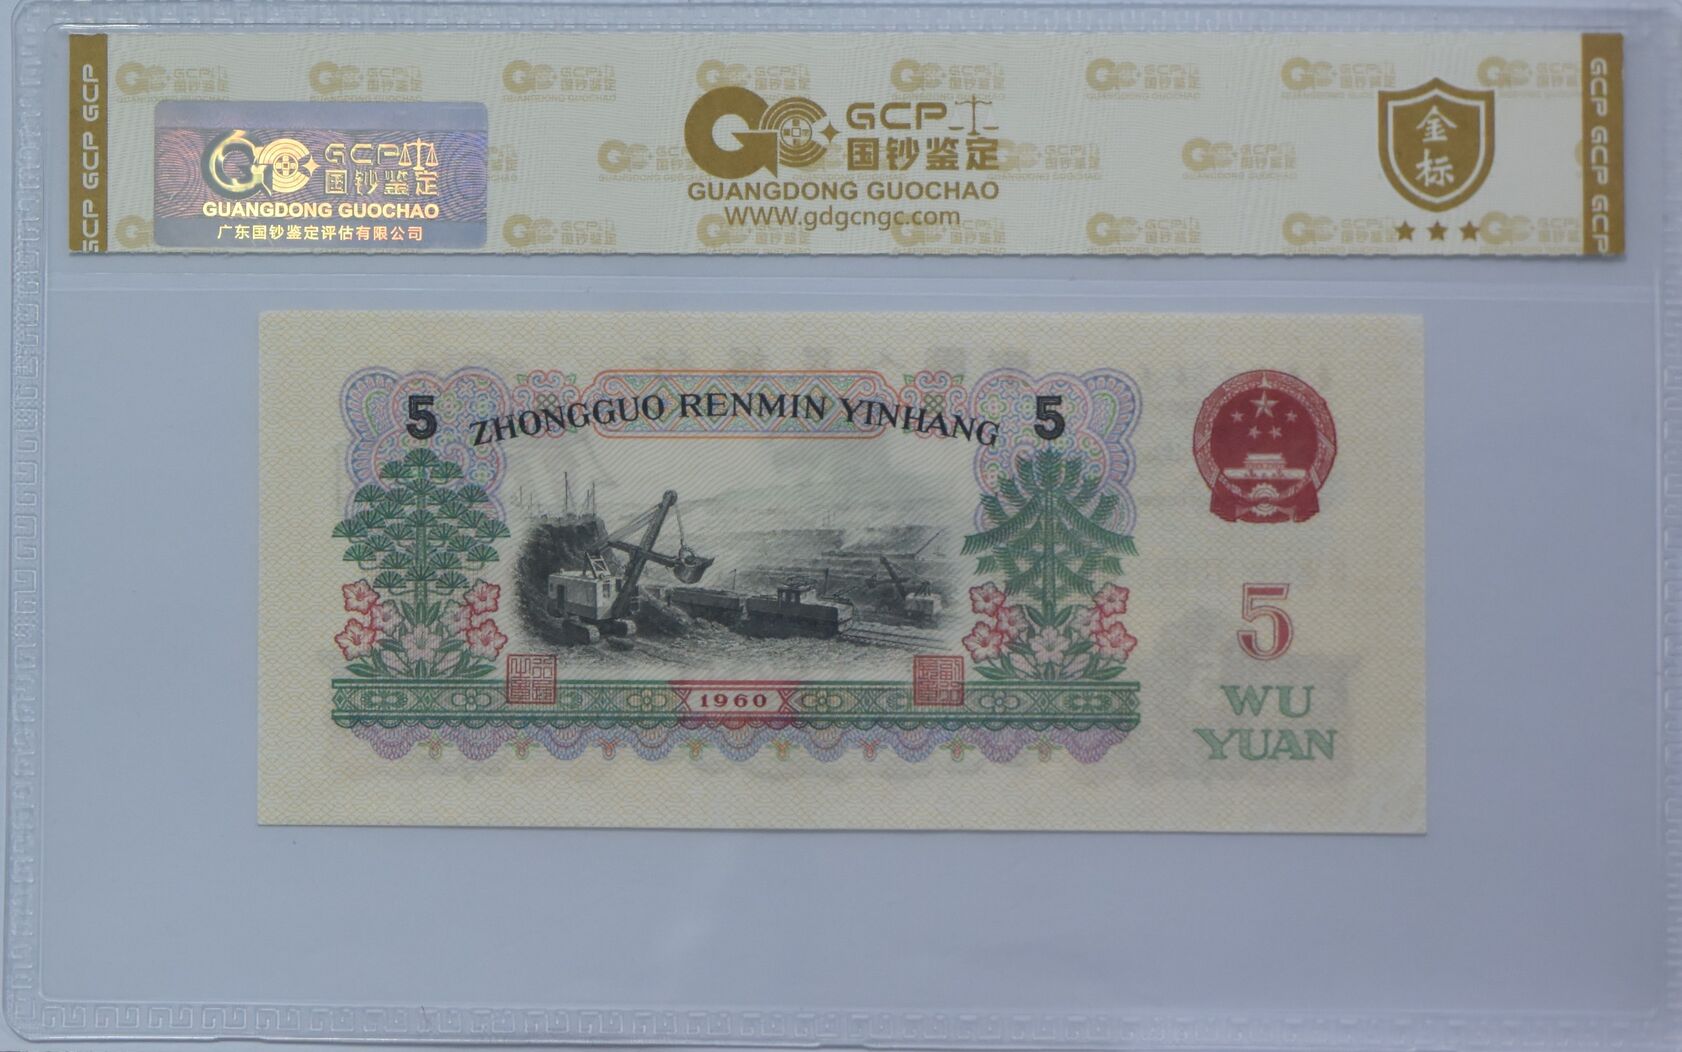 GCP GCP GCP
GCP
国钞鉴定
GUANGDONG GUOCHAO
广东国钞鉴定评估有限公司
GCP
国钞鉴定
GUANGDONG GUOCHAO
WWW.gdgcngc.com
金
标
GCP GCP GCP
5
ZHONGGUO RENMIN YINHANG
5
1960
5
WU
YUAN